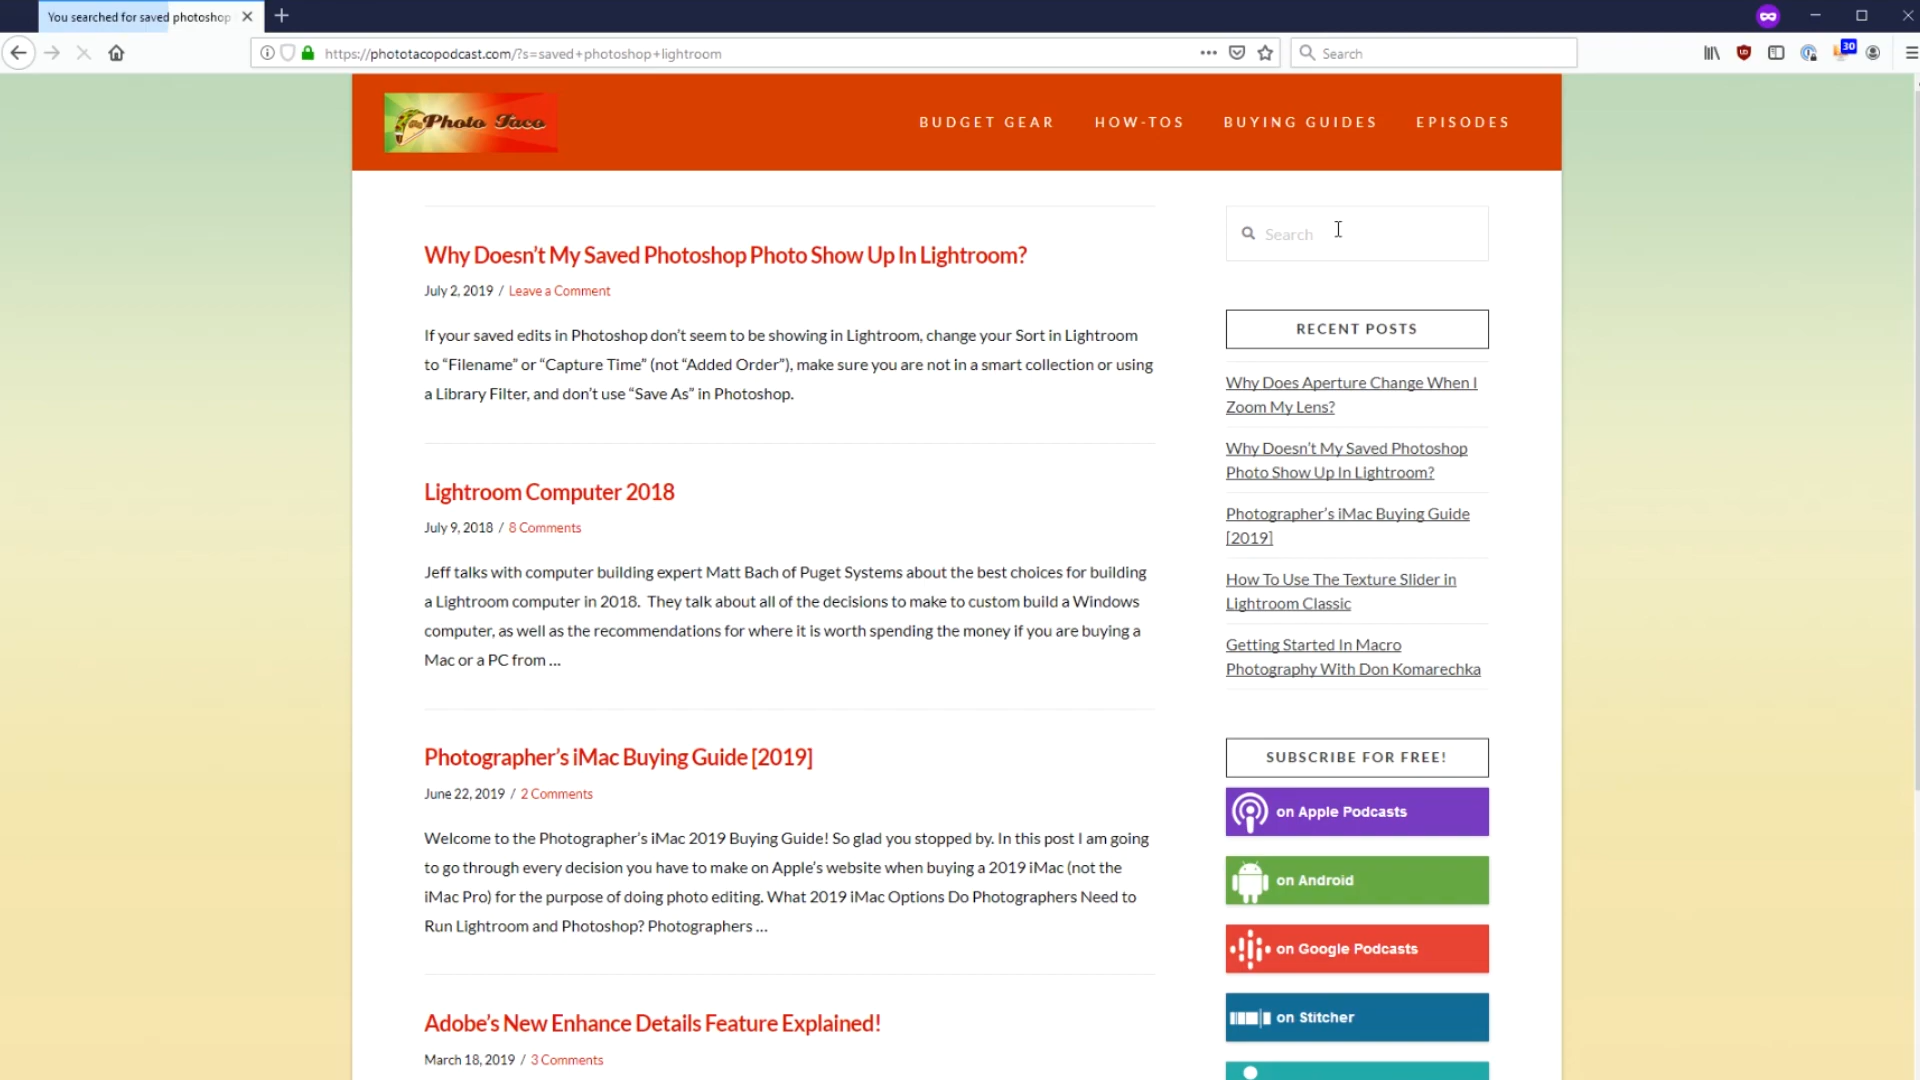 You searched for saved photoshop
https://phototacopodcast.com/?s=saved+photoshop+lightroom
Search
30
Photo Taco
BUDGET GEAR
HOW-TOS
BUYING GUIDES
EPISODES
Why Doesn't My Saved Photoshop Photo Show Up In Lightroom?
July 2, 2019 / Leave a Comment
If your saved edits in Photoshop don't seem to be showing in Lightroom, change your Sort in Lightroom
to “Filename” or “Capture Time” (not “Added Order”), make sure you are not in a smart collection or using
a Library Filter, and don't use “Save As” in Photoshop.
Lightroom Computer 2018
July 9, 2018 / 8 Comments
Jeff talks with computer building expert Matt Bach of Puget Systems about the best choices for building
a Lightroom computer in 2018.  They talk about all of the decisions to make to custom build a Windows
computer, as well as the recommendations for where it is worth spending the money if you are buying a
Mac or a PC from ...
Photographer's iMac Buying Guide [2019]
June 22, 2019 / 2 Comments
Welcome to the Photographer's iMac 2019 Buying Guide! So glad you stopped by. In this post I am going
to go through every decision you have to make on Apple's website when buying a 2019 iMac (not the
iMac Pro) for the purpose of doing photo editing. What 2019 iMac Options Do Photographers Need to
Run Lightroom and Photoshop? Photographers ...
Adobe's New Enhance Details Feature Explained!
March 18, 2019 / 3 Comments
Search
RECENT POSTS
Why Does Aperture Change When I
Zoom My Lens?
Why Doesn't My Saved Photoshop
Photo Show Up In Lightroom?
Photographer's iMac Buying Guide
[2019]
How To Use The Texture Slider in
Lightroom Classic
Getting Started In Macro
Photography With Don Komarechka
SUBSCRIBE FOR FREE!
on Apple Podcasts
on Android
on Google Podcasts
on Stitcher